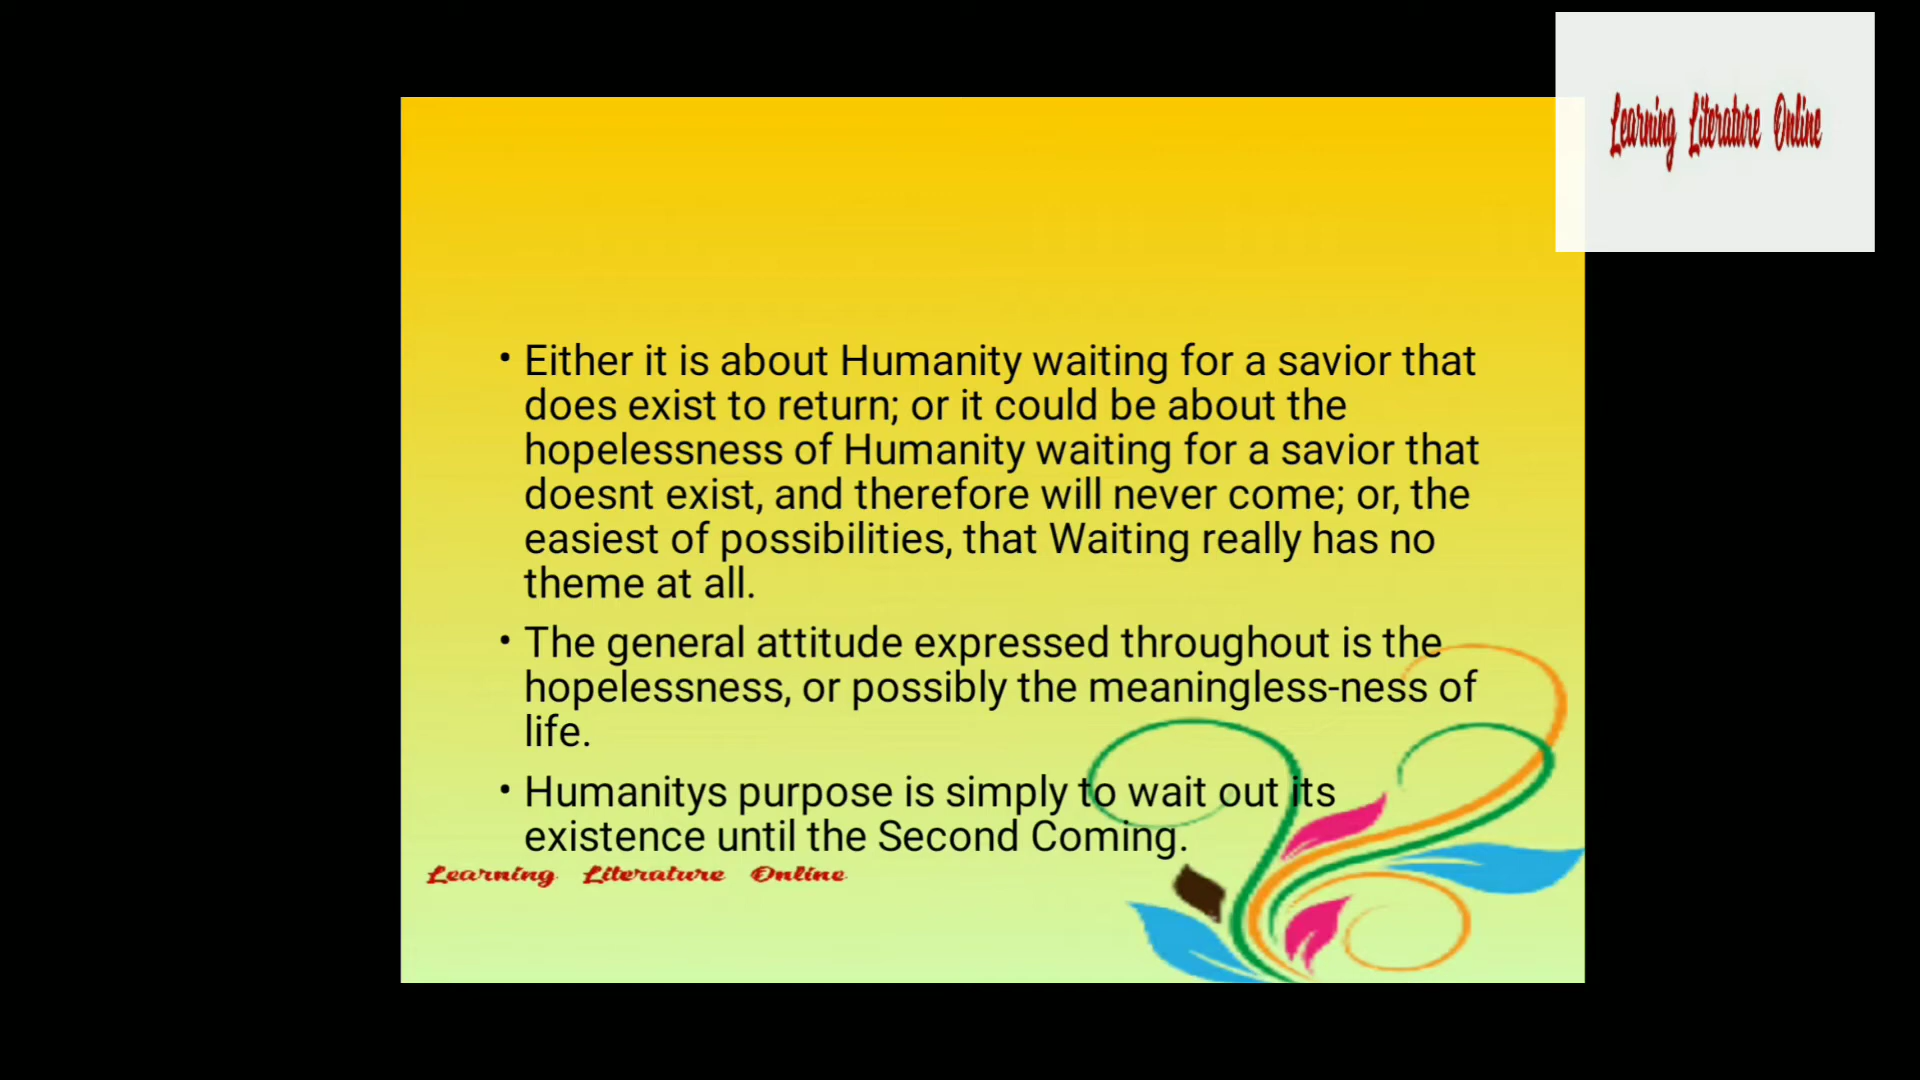 Learning Literature Online
• Either it is about Humanity waiting for a savior that
does exist to return; or it could be about the
hopelessness of Humanity waiting for a savior that
doesnt exist, and therefore will never come; or, the
easiest of possibilities, that Waiting really has no
theme at all.
• The general attitude expressed throughout is the
hopelessness, or possibly the meaningless-ness of
life.
• Humanitys purpose is simply to wait out its
existence until the Second Coming.
Learning Literature Online